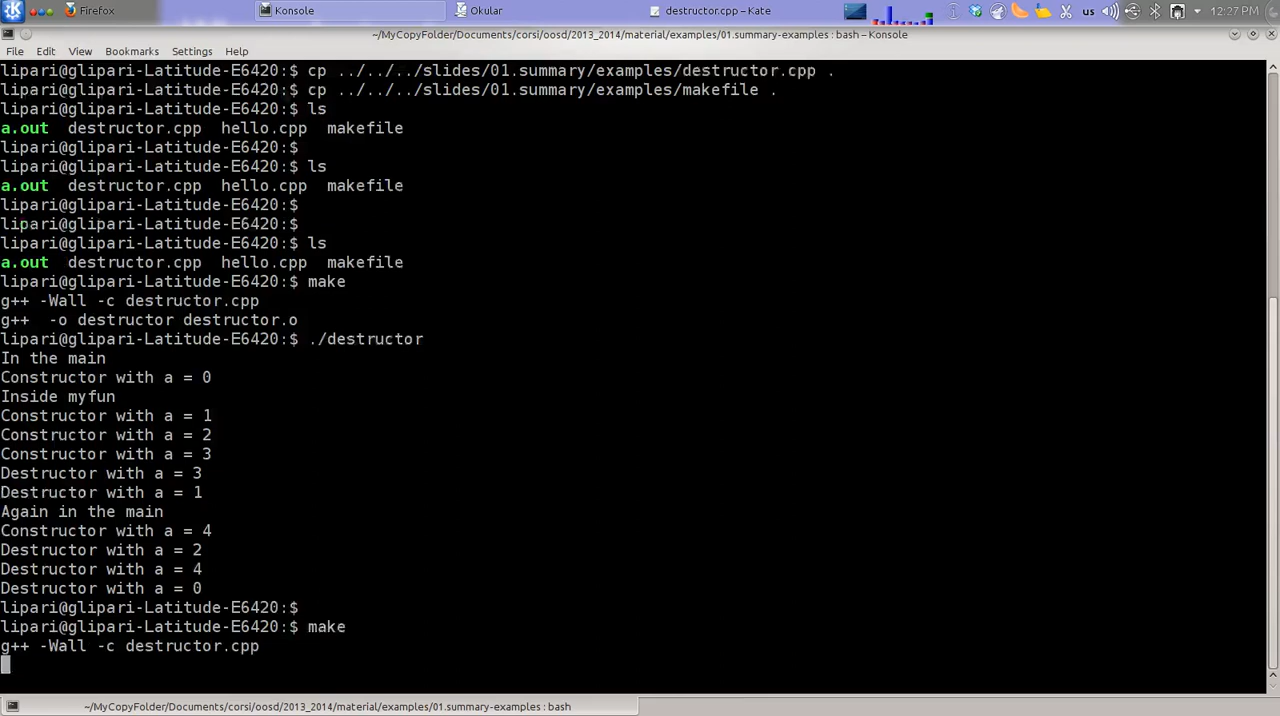 Firefox
Konsole
Okular
destructor.cpp – Kate
us
12:27 PM
~/MyCopyFolder/Documents/corsi/oosd/2013_2014/material/examples/01.summary-examples : bash – Konsole
File Edit View Bookmarks Settings Help
lipari@glipari-Latitude-E6420:$ cp ../../../slides/01.summary/examples/destructor.cpp .
lipari@glipari-Latitude-E6420:$ cp ../../../slides/01.summary/examples/makefile .
lipari@glipari-Latitude-E6420:$ ls
a.out destructor.cpp hello.cpp makefile
lipari@glipari-Latitude-E6420:$
lipari@glipari-Latitude-E6420:$ ls
a.out destructor.cpp hello.cpp makefile
lipari@glipari-Latitude-E6420:$
lipari@glipari-Latitude-E6420:$
lipari@glipari-Latitude-E6420:$ ls
a.out destructor.cpp hello.cpp makefile
lipari@glipari-Latitude-E6420:$ make
g++ -Wall -c destructor.cpp
g++ -o destructor destructor.o
lipari@glipari-Latitude-E6420:$ ./destructor
In the main
Constructor with a = 0
Inside myfun
Constructor with a = 1
Constructor with a = 2
Constructor with a = 3
Destructor with a = 3
Destructor with a = 1
Again in the main
Constructor with a = 4
Destructor with a = 2
Destructor with a = 4
Destructor with a = 0
lipari@glipari-Latitude-E6420:$
lipari@glipari-Latitude-E6420:$ make
g++ -Wall -c destructor.cpp
~/MyCopyFolder/Documents/corsi/oosd/2013_2014/material/examples/01.summary-examples : bash